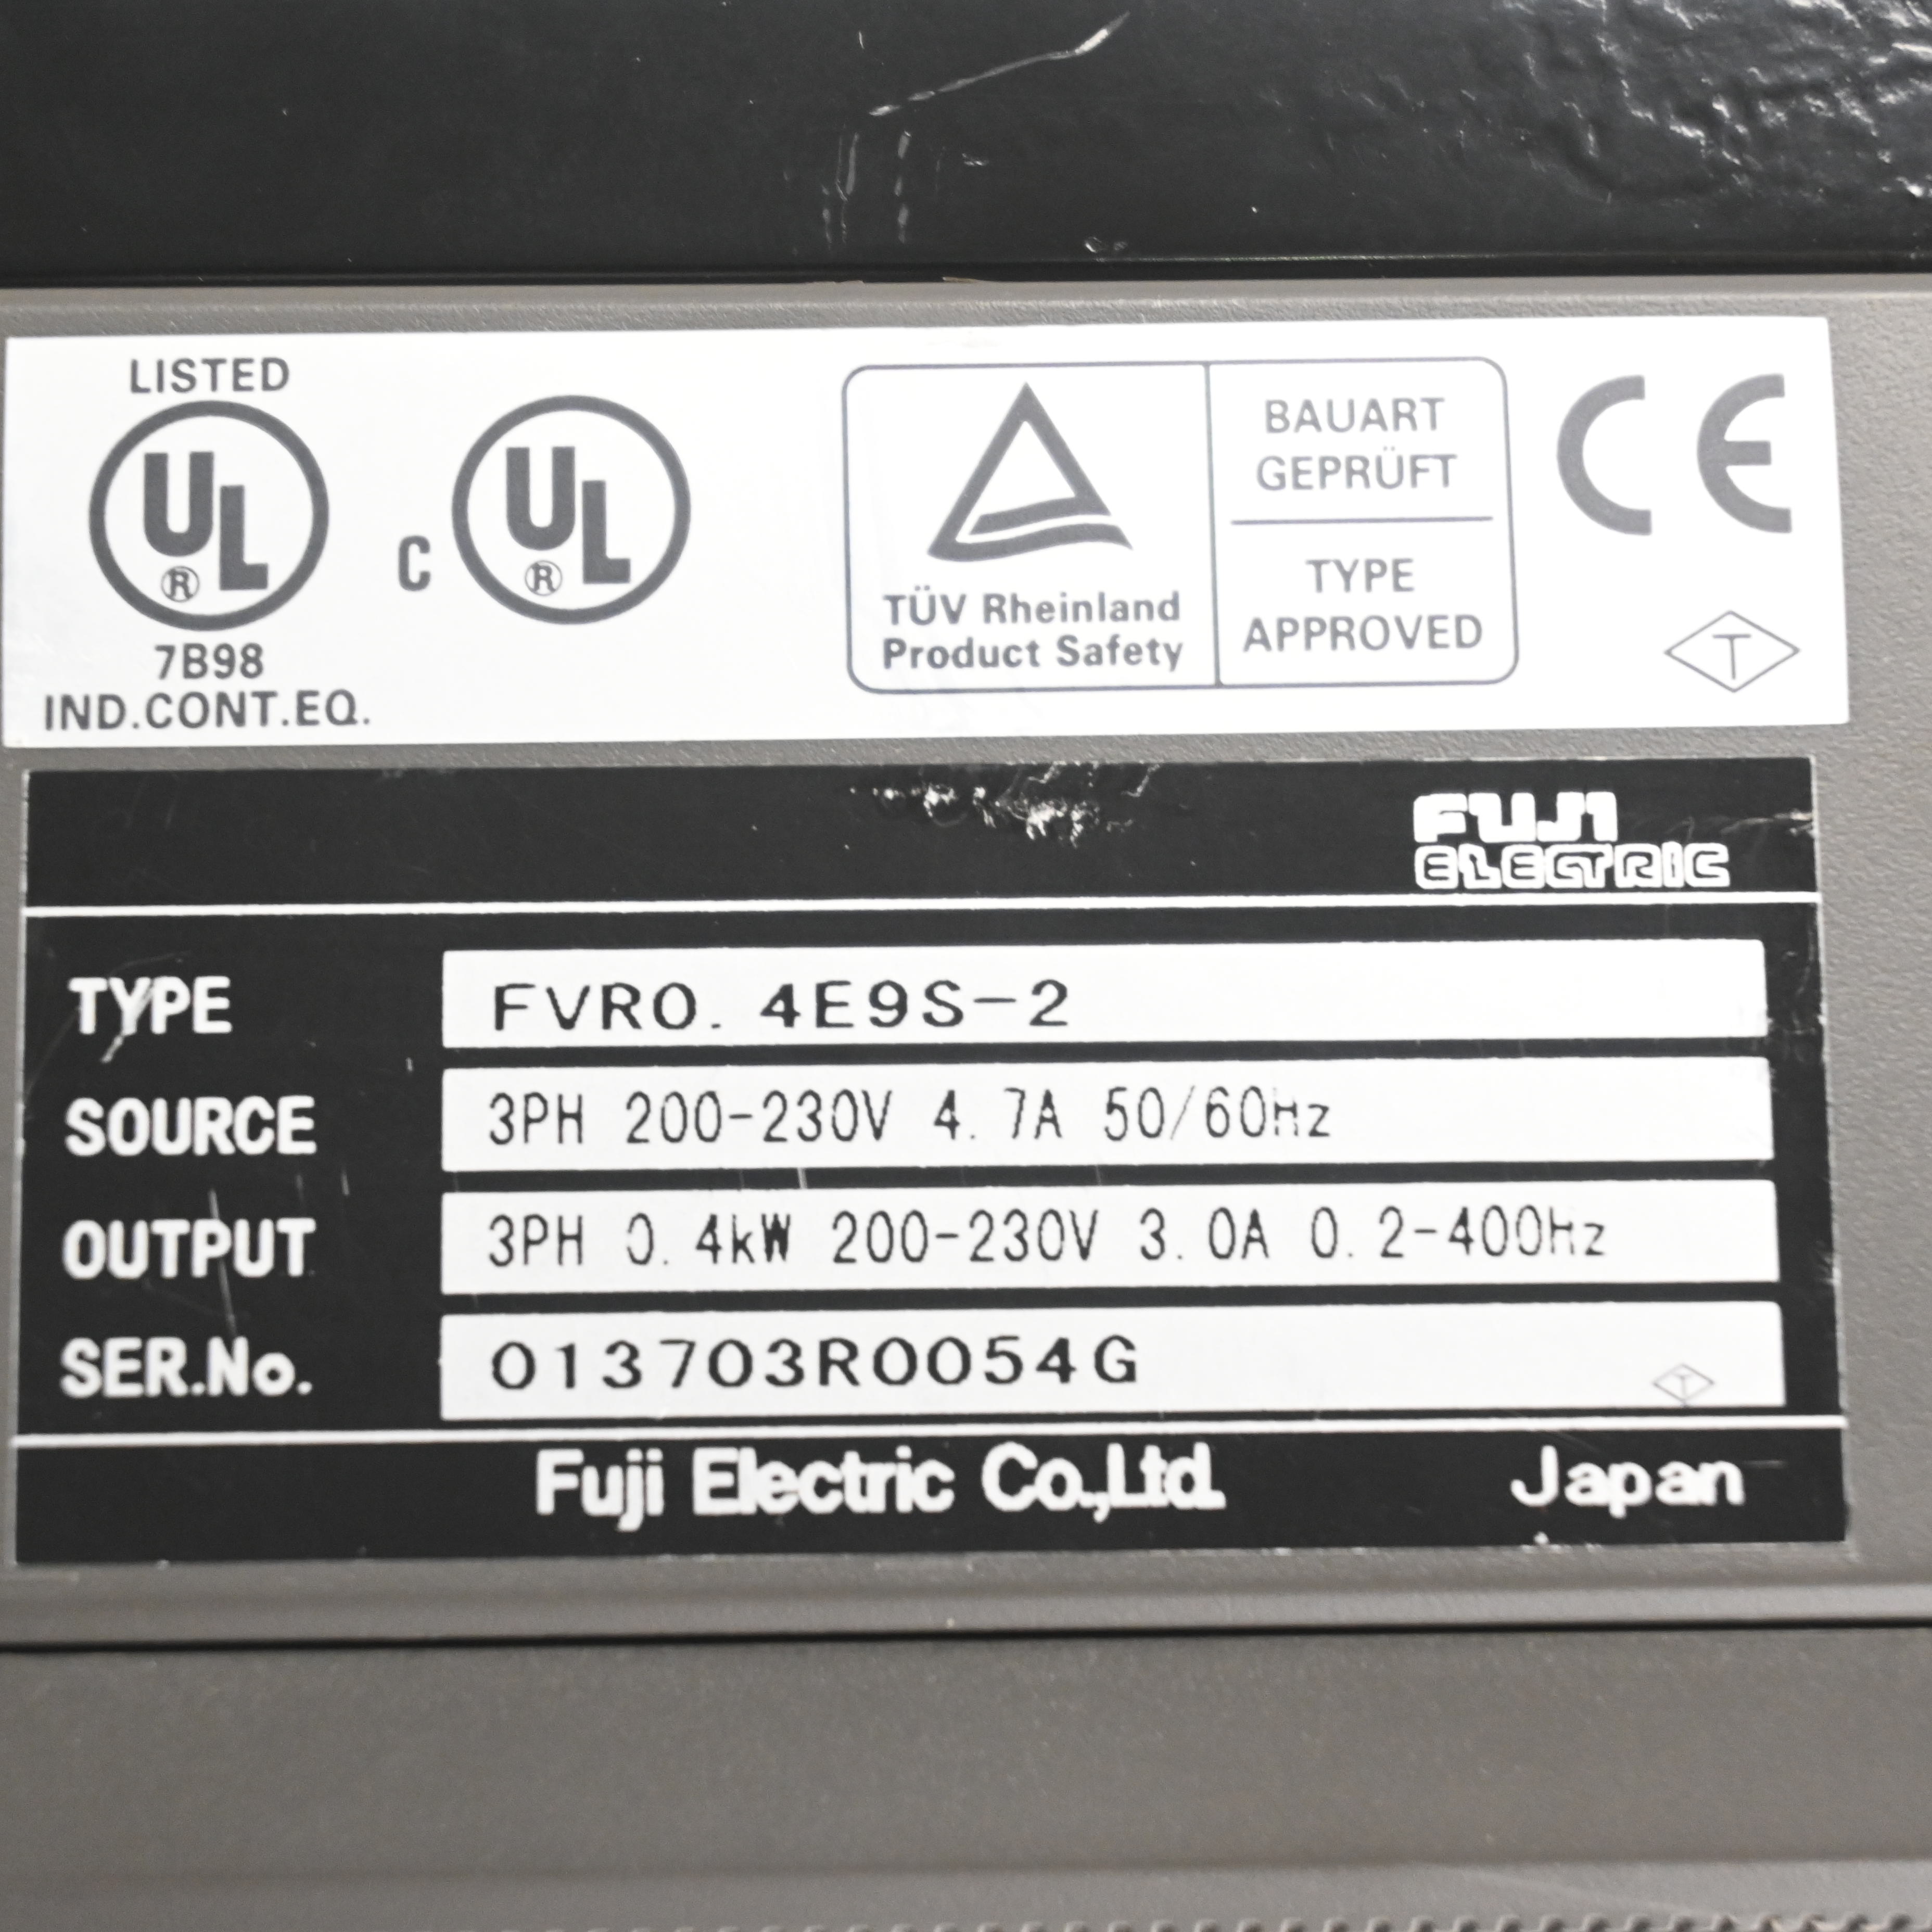 LISTED
UL ®
7B98
IND.CONT.EQ.
C UL ®
TÜV Rheinland
Product Safety
BAUART
GEPRÜFT
TYPE
APPROVED
CE
T
FUJI
ELECTRIC
TYPE FVR0.4E9S-2
SOURCE 3PH 200-230V 4.7A 50/60Hz
OUTPUT 3PH 0.4kW 200-230V 3.0A 0.2-400Hz
SER.No. 013703R0054G
T
Fuji Electric Co.,Ltd. Japan